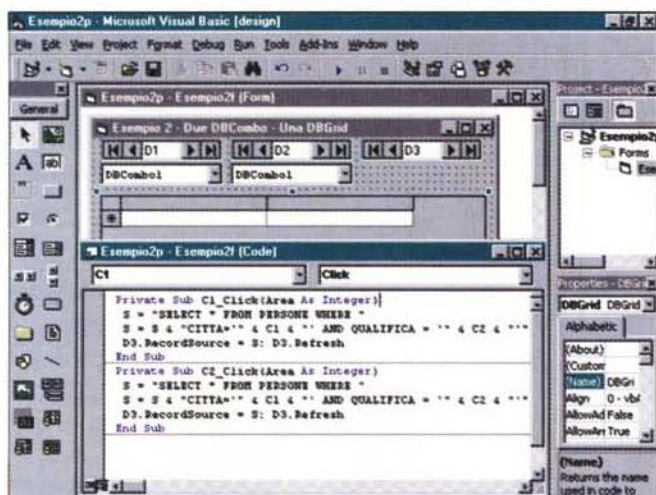 Esempio2p - Microsoft Visual Basic [design]
File Edit View Project Format Debug Run Tools Add-Ins Window Help
General
Esempio2p - Esempio2f (Form)
Esempio 2 - Due DBCombo - Una DBGrid
D1 D2 D3
DBCombo1 DBCombo1
Project - Esempio2
Esempio2p
Forms
Ese
Esempio2p - Esempio2f (Code)
C1 Click
Private Sub C1_Click(Area As Integer)
S = "SELECT * FROM PERSONE WHERE "
S = S & "CITTA='" & C1 & "' AND QUALIFICA = '" & C2 & "'"
D3.RecordSource = S: D3.Refresh
End Sub
Private Sub C2_Click(Area As Integer)
S = "SELECT * FROM PERSONE WHERE "
S = S & "CITTA='" & C1 & "' AND QUALIFICA = '" & C2 & "'"
D3.RecordSource = S: D3.Refresh
End Sub
Properties - DBGrid
DBGrid DBGrid
Alphabetic
(About)
(Custom
(Name) DBGri
Align 0 - vbA
AllowAd False
AllowArr True
(Name)
Returns the name
used in code to